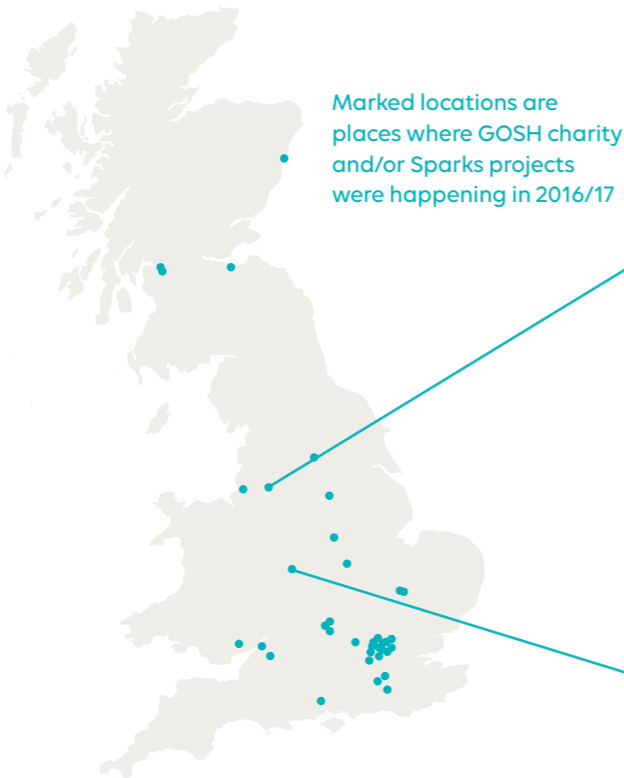 Marked locations are
places where GOSH charity
and/or Sparks projects
were happening in 2016/17